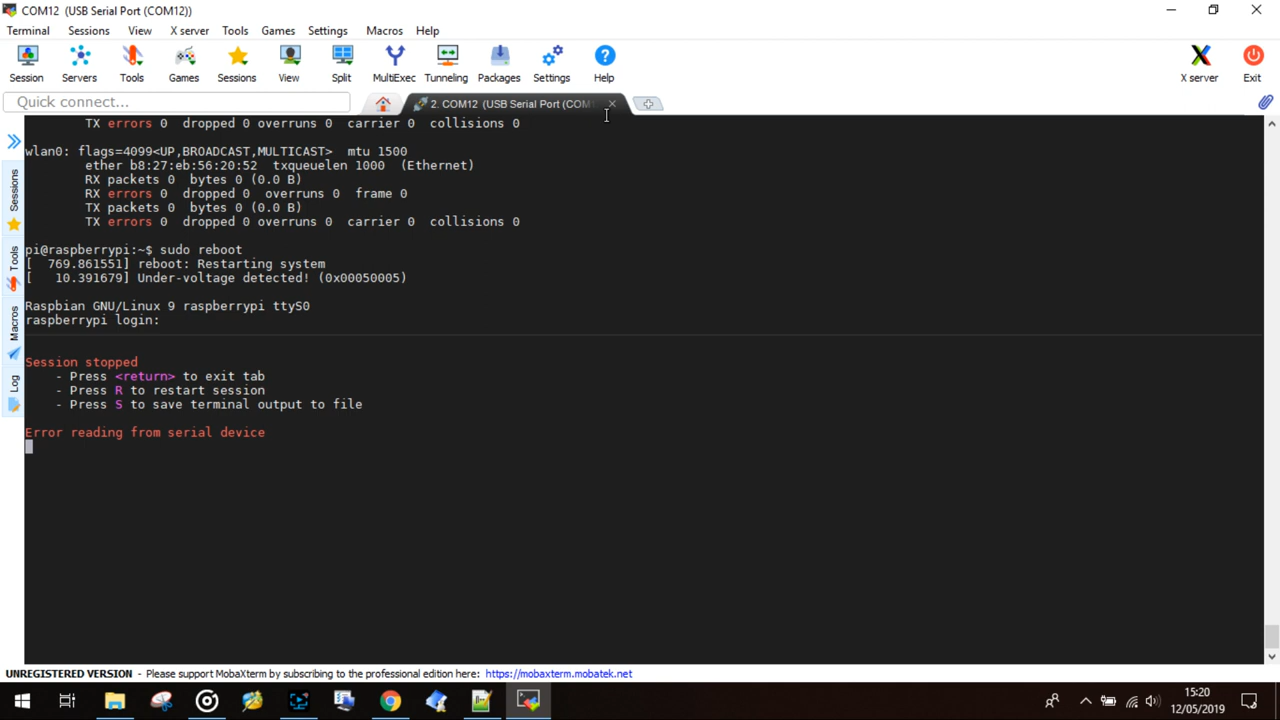 COM12  (USB Serial Port (COM12))
Terminal Sessions View X server Tools Games Settings Macros Help
Session Servers Tools Games Sessions View Split MultiExec Tunneling Packages Settings Help X server Exit
Quick connect...
2. COM12  (USB Serial Port (COM
Sessions
Tools
Macros
Log
TX errors 0  dropped 0 overruns 0  carrier 0  collisions 0
wlan0: flags=4099<UP,BROADCAST,MULTICAST>  mtu 1500
ether b8:27:eb:56:20:52  txqueuelen 1000  (Ethernet)
RX packets 0  bytes 0 (0.0 B)
RX errors 0  dropped 0  overruns 0  frame 0
TX packets 0  bytes 0 (0.0 B)
TX errors 0  dropped 0 overruns 0  carrier 0  collisions 0
pi@raspberrypi:~$ sudo reboot
[  769.861551] reboot: Restarting system
[   10.391679] Under-voltage detected! (0x00050005)
Raspbian GNU/Linux 9 raspberrypi ttyS0
raspberrypi login:
Session stopped
- Press <return> to exit tab
- Press R to restart session
- Press S to save terminal output to file
Error reading from serial device
UNREGISTERED VERSION - Please support MobaXterm by subscribing to the professional edition here: https://mobaxterm.mobatek.net
15:20
12/05/2019